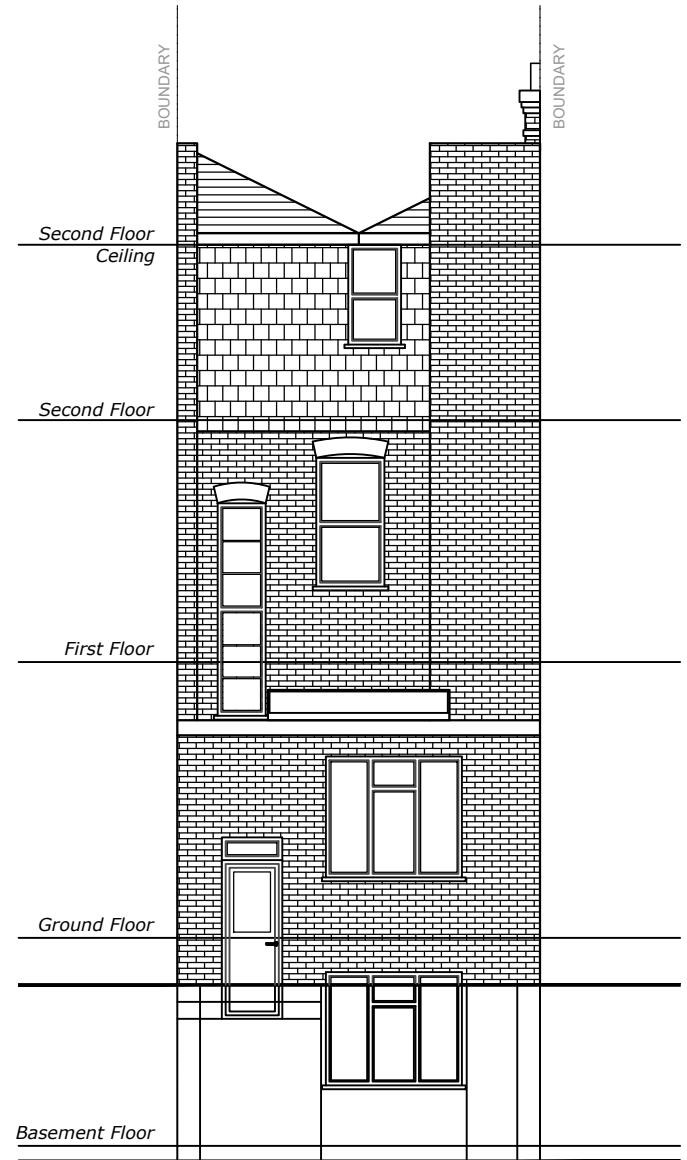 BOUNDARY
BOUNDARY
Second Floor
Ceiling
Second Floor
First Floor
Ground Floor
Basement Floor